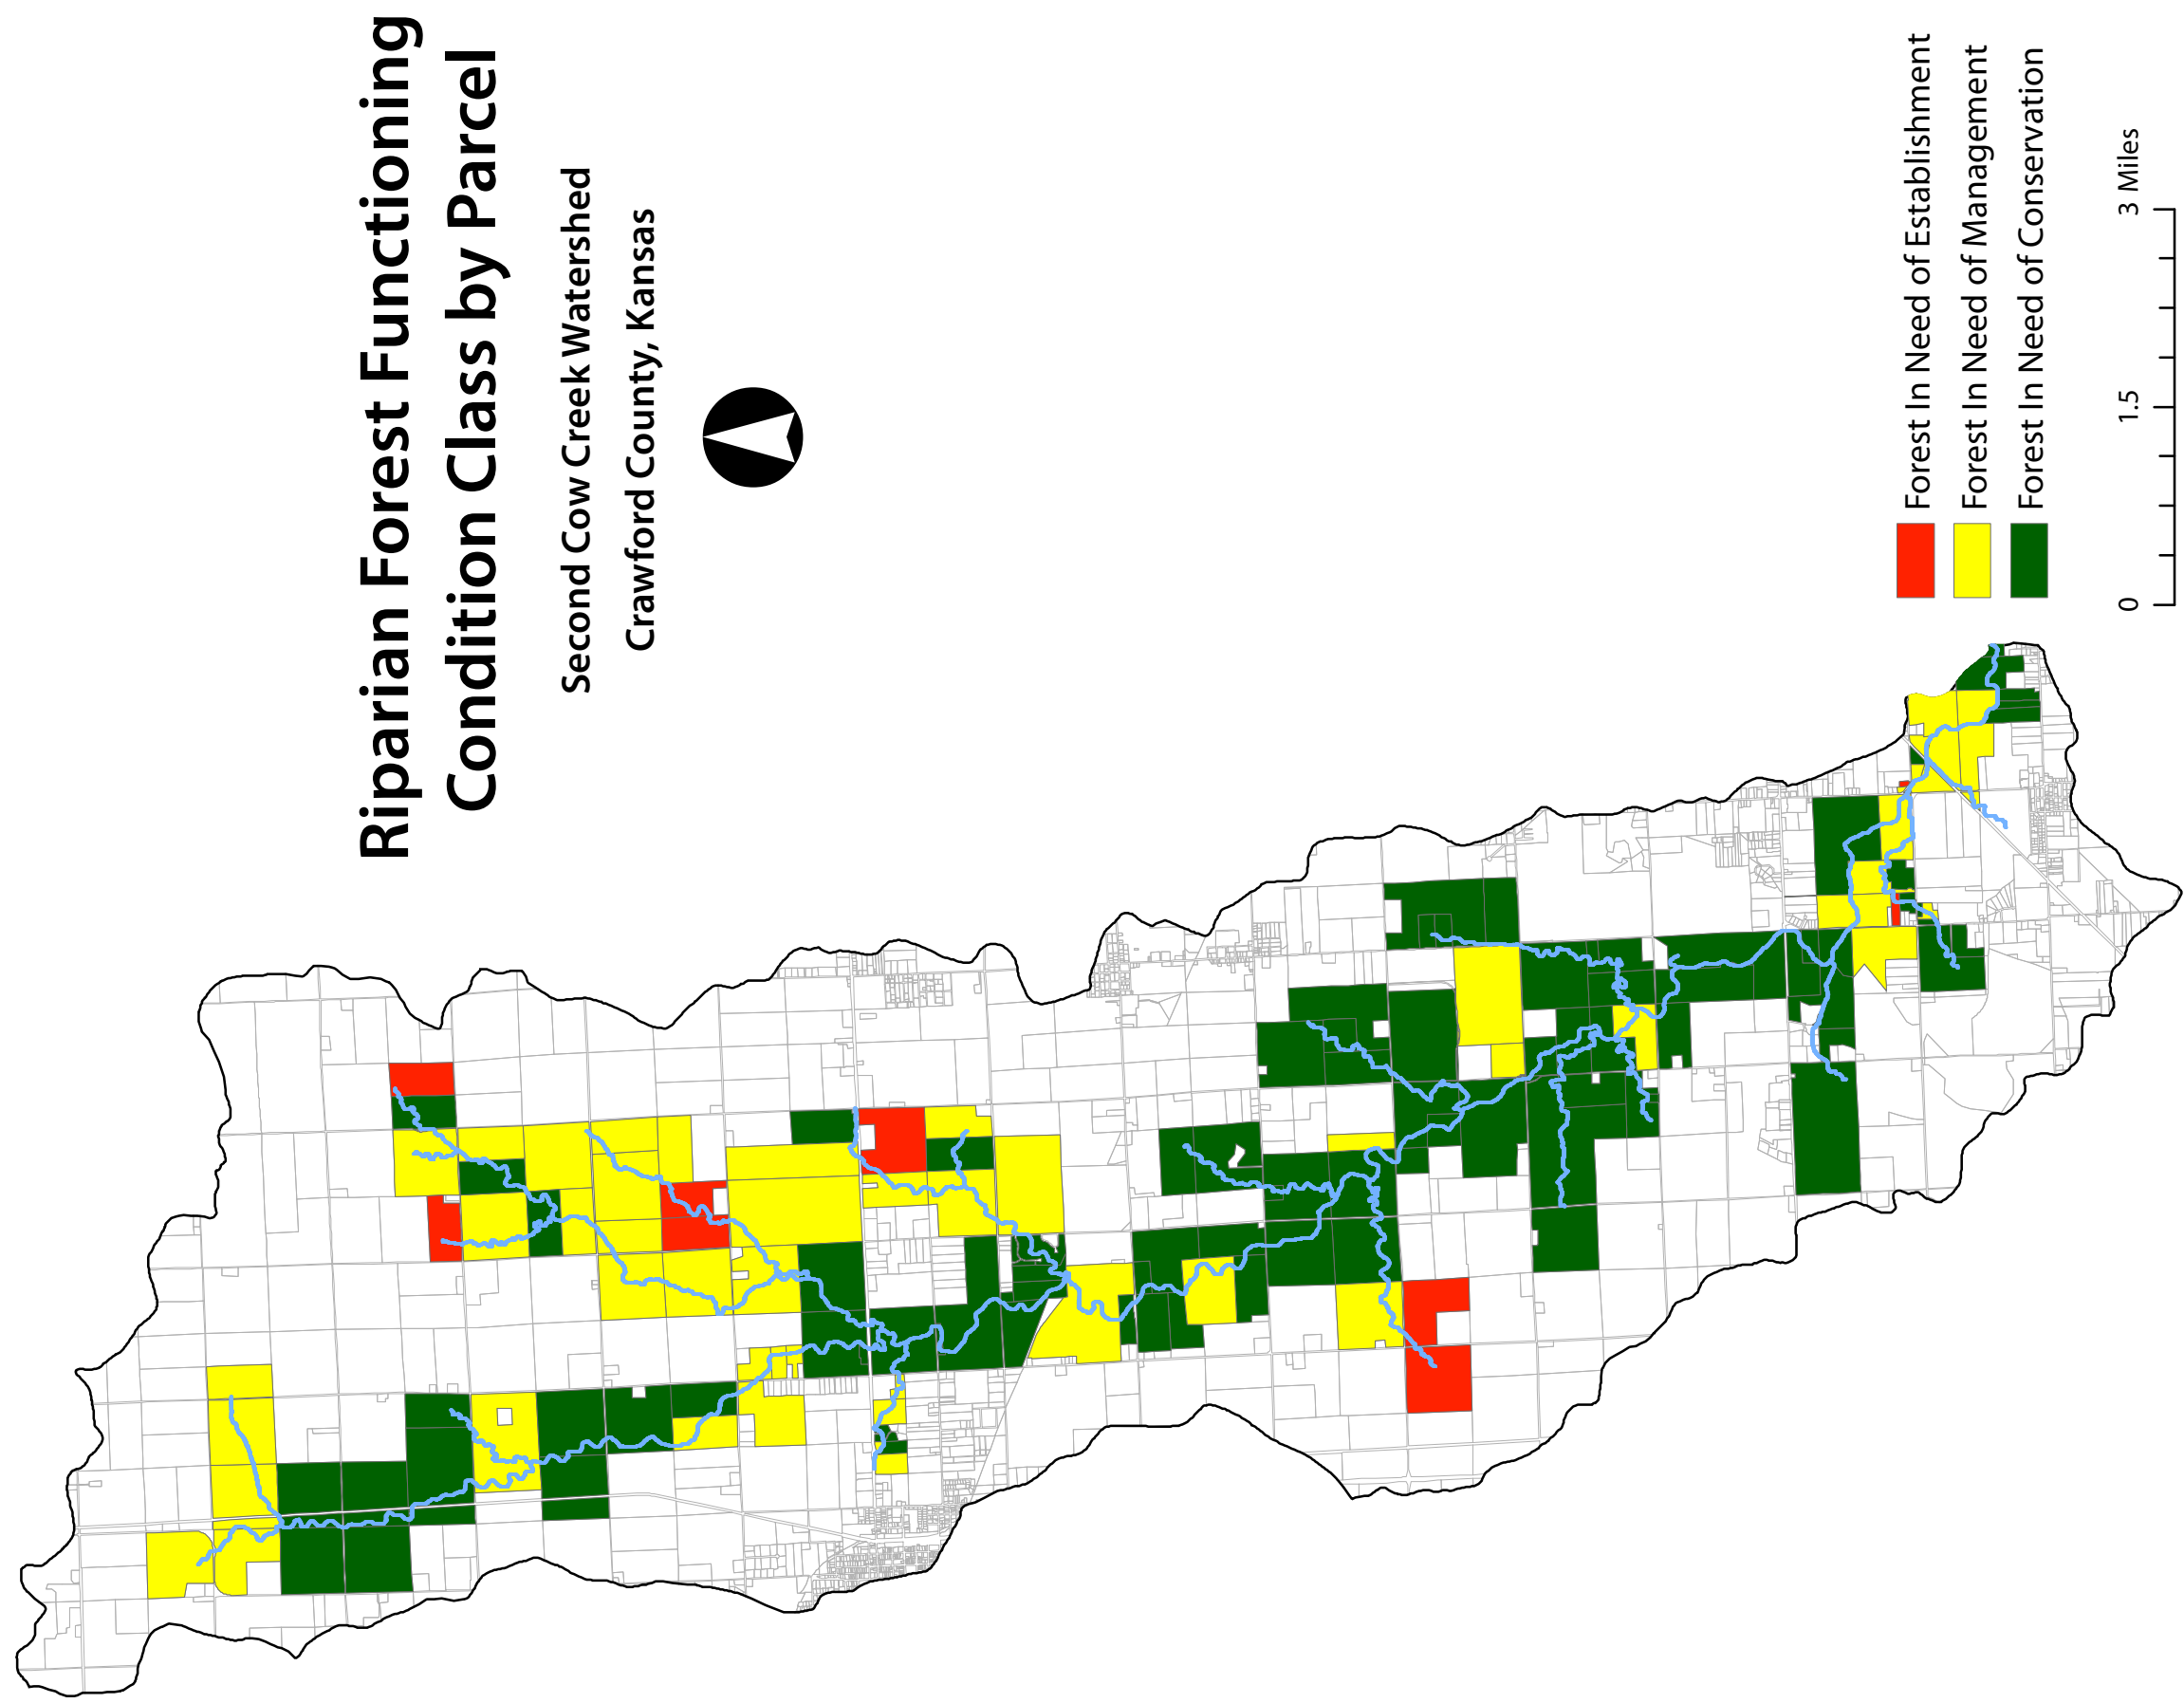 Riparian Forest Functioning
Condition Class by Parcel
Second Cow Creek Watershed
Crawford County, Kansas
Forest In Need of Establishment
Forest In Need of Management
Forest In Need of Conservation
0 1.5 3 Miles